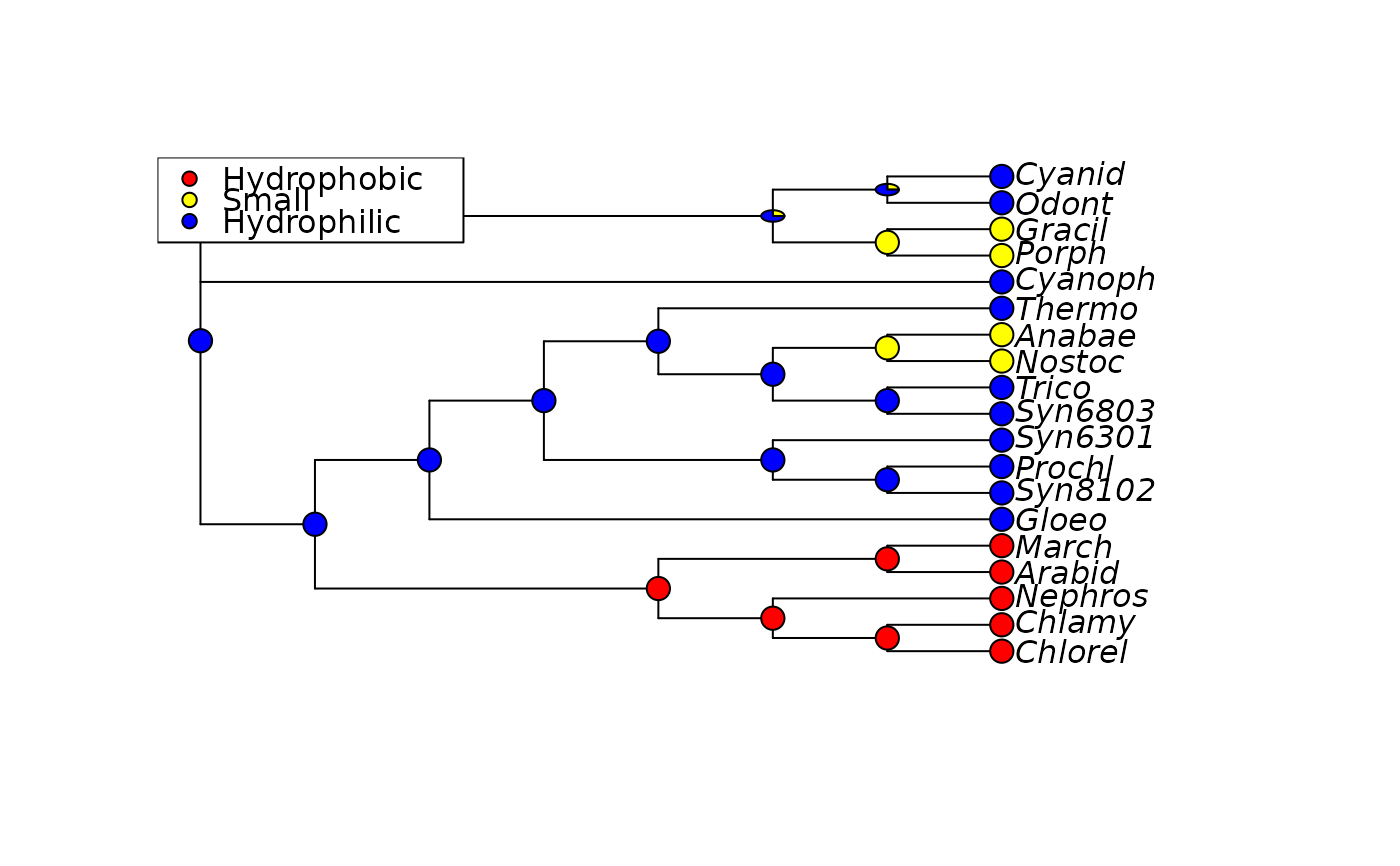 Hydrophobic
Small
Hydrophilic
Cyanid
Odont
Gracil
Porph
Cyanoph
Thermo
Anabae
Nostoc
Trico
Syn6803
Syn6301
Prochl
Syn8102
Gloeo
March
Arabid
Nephros
Chlamy
Chlorel